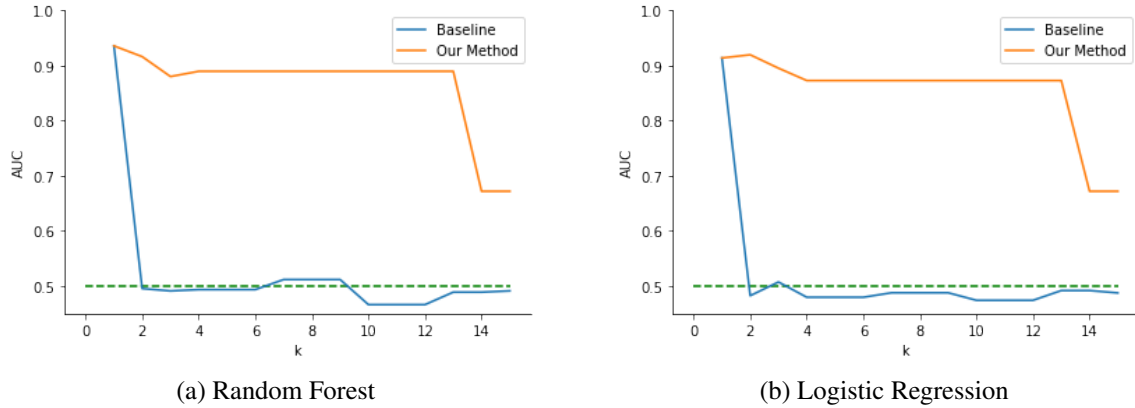 1.0
0.9
0.8
0.7
0.6
0.5
AUC
0 2 4 6 8 10 12 14
k
Baseline
Our Method
(a) Random Forest
1.0
0.9
0.8
0.7
0.6
0.5
AUC
0 2 4 6 8 10 12 14
k
Baseline
Our Method
(b) Logistic Regression